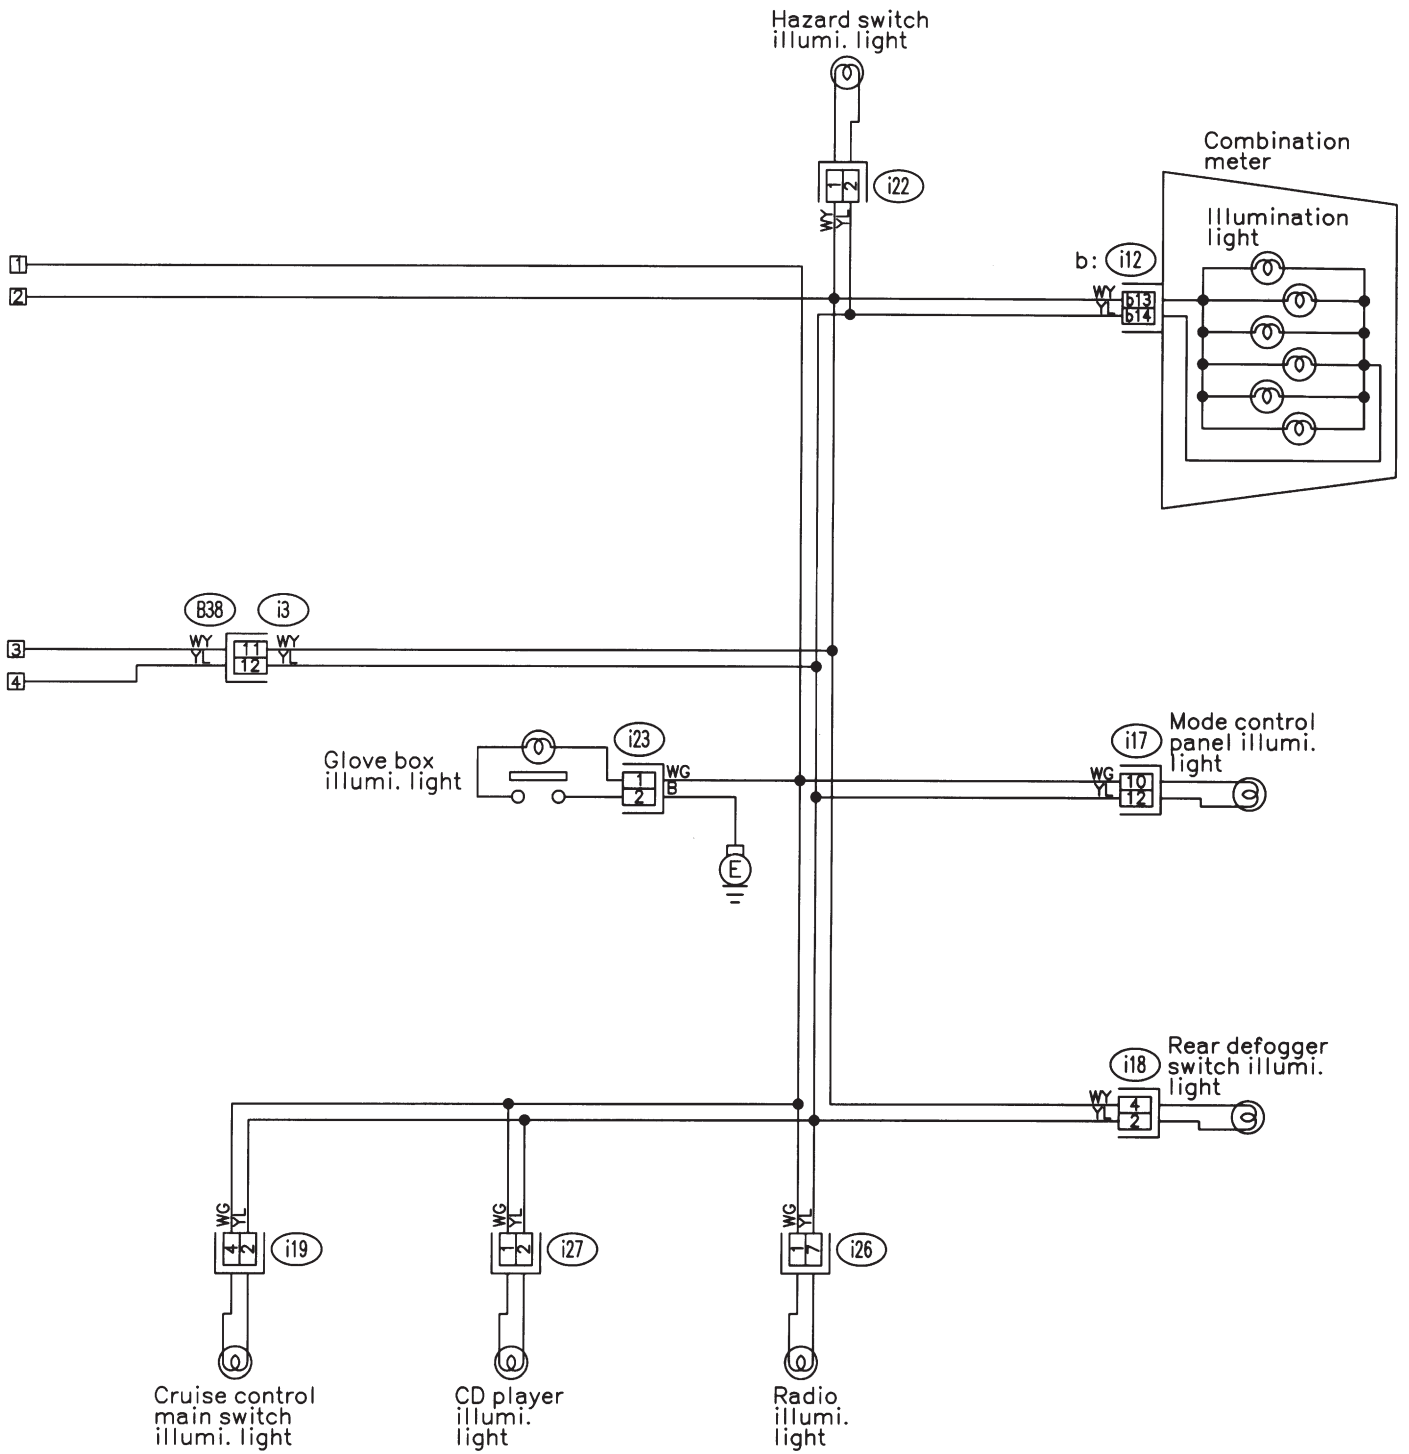 Hazard switch
illumi. light
1
2
i22
WY
YL
Combination
meter
Illumination
light
b:
i12
WY
b13
YL
b14
1
2
B38
i3
3
WY
11
WY
YL
12
YL
4
Glove box
illumi. light
i23
1
WG
2
B
E
Mode control
panel illumi.
light
i17
WG
10
YL
12
Rear defogger
switch illumi.
light
i18
WY
4
YL
2
WG
YL
4
2
i19
Cruise control
main switch
illumi. light
WG
YL
1
2
i27
CD player
illumi.
light
WG
YL
1
7
i26
Radio
illumi.
light